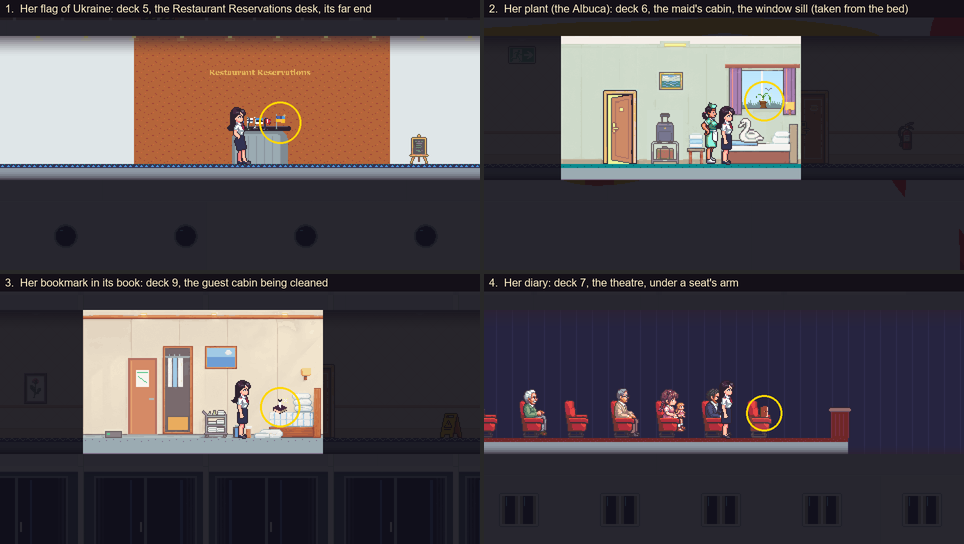 1. Her flag of Ukraine: deck 5, the Restaurant Reservations desk, its far end
2. Her plant (the Albuca): deck 6, the maid's cabin, the window sill (taken from the bed)
Restaurant Reservations
3. Her bookmark in its book: deck 9, the guest cabin being cleaned
4. Her diary: deck 7, the theatre, under a seat's arm